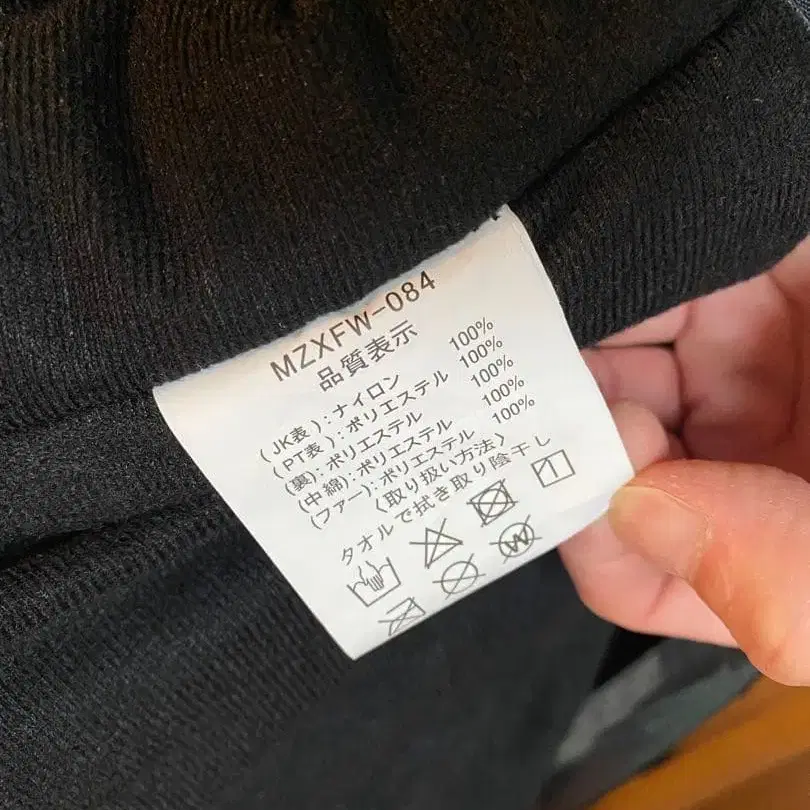 MZXFW-084
品質表示
(JK表):ナイロン 100%
(PT表):ポリエステル 100%
(裏):ポリエステル 100%
(中綿):ポリエステル 100%
(ファー):ポリエステル 100%
〈取り扱い方法〉
タオルで拭き取り陰干し